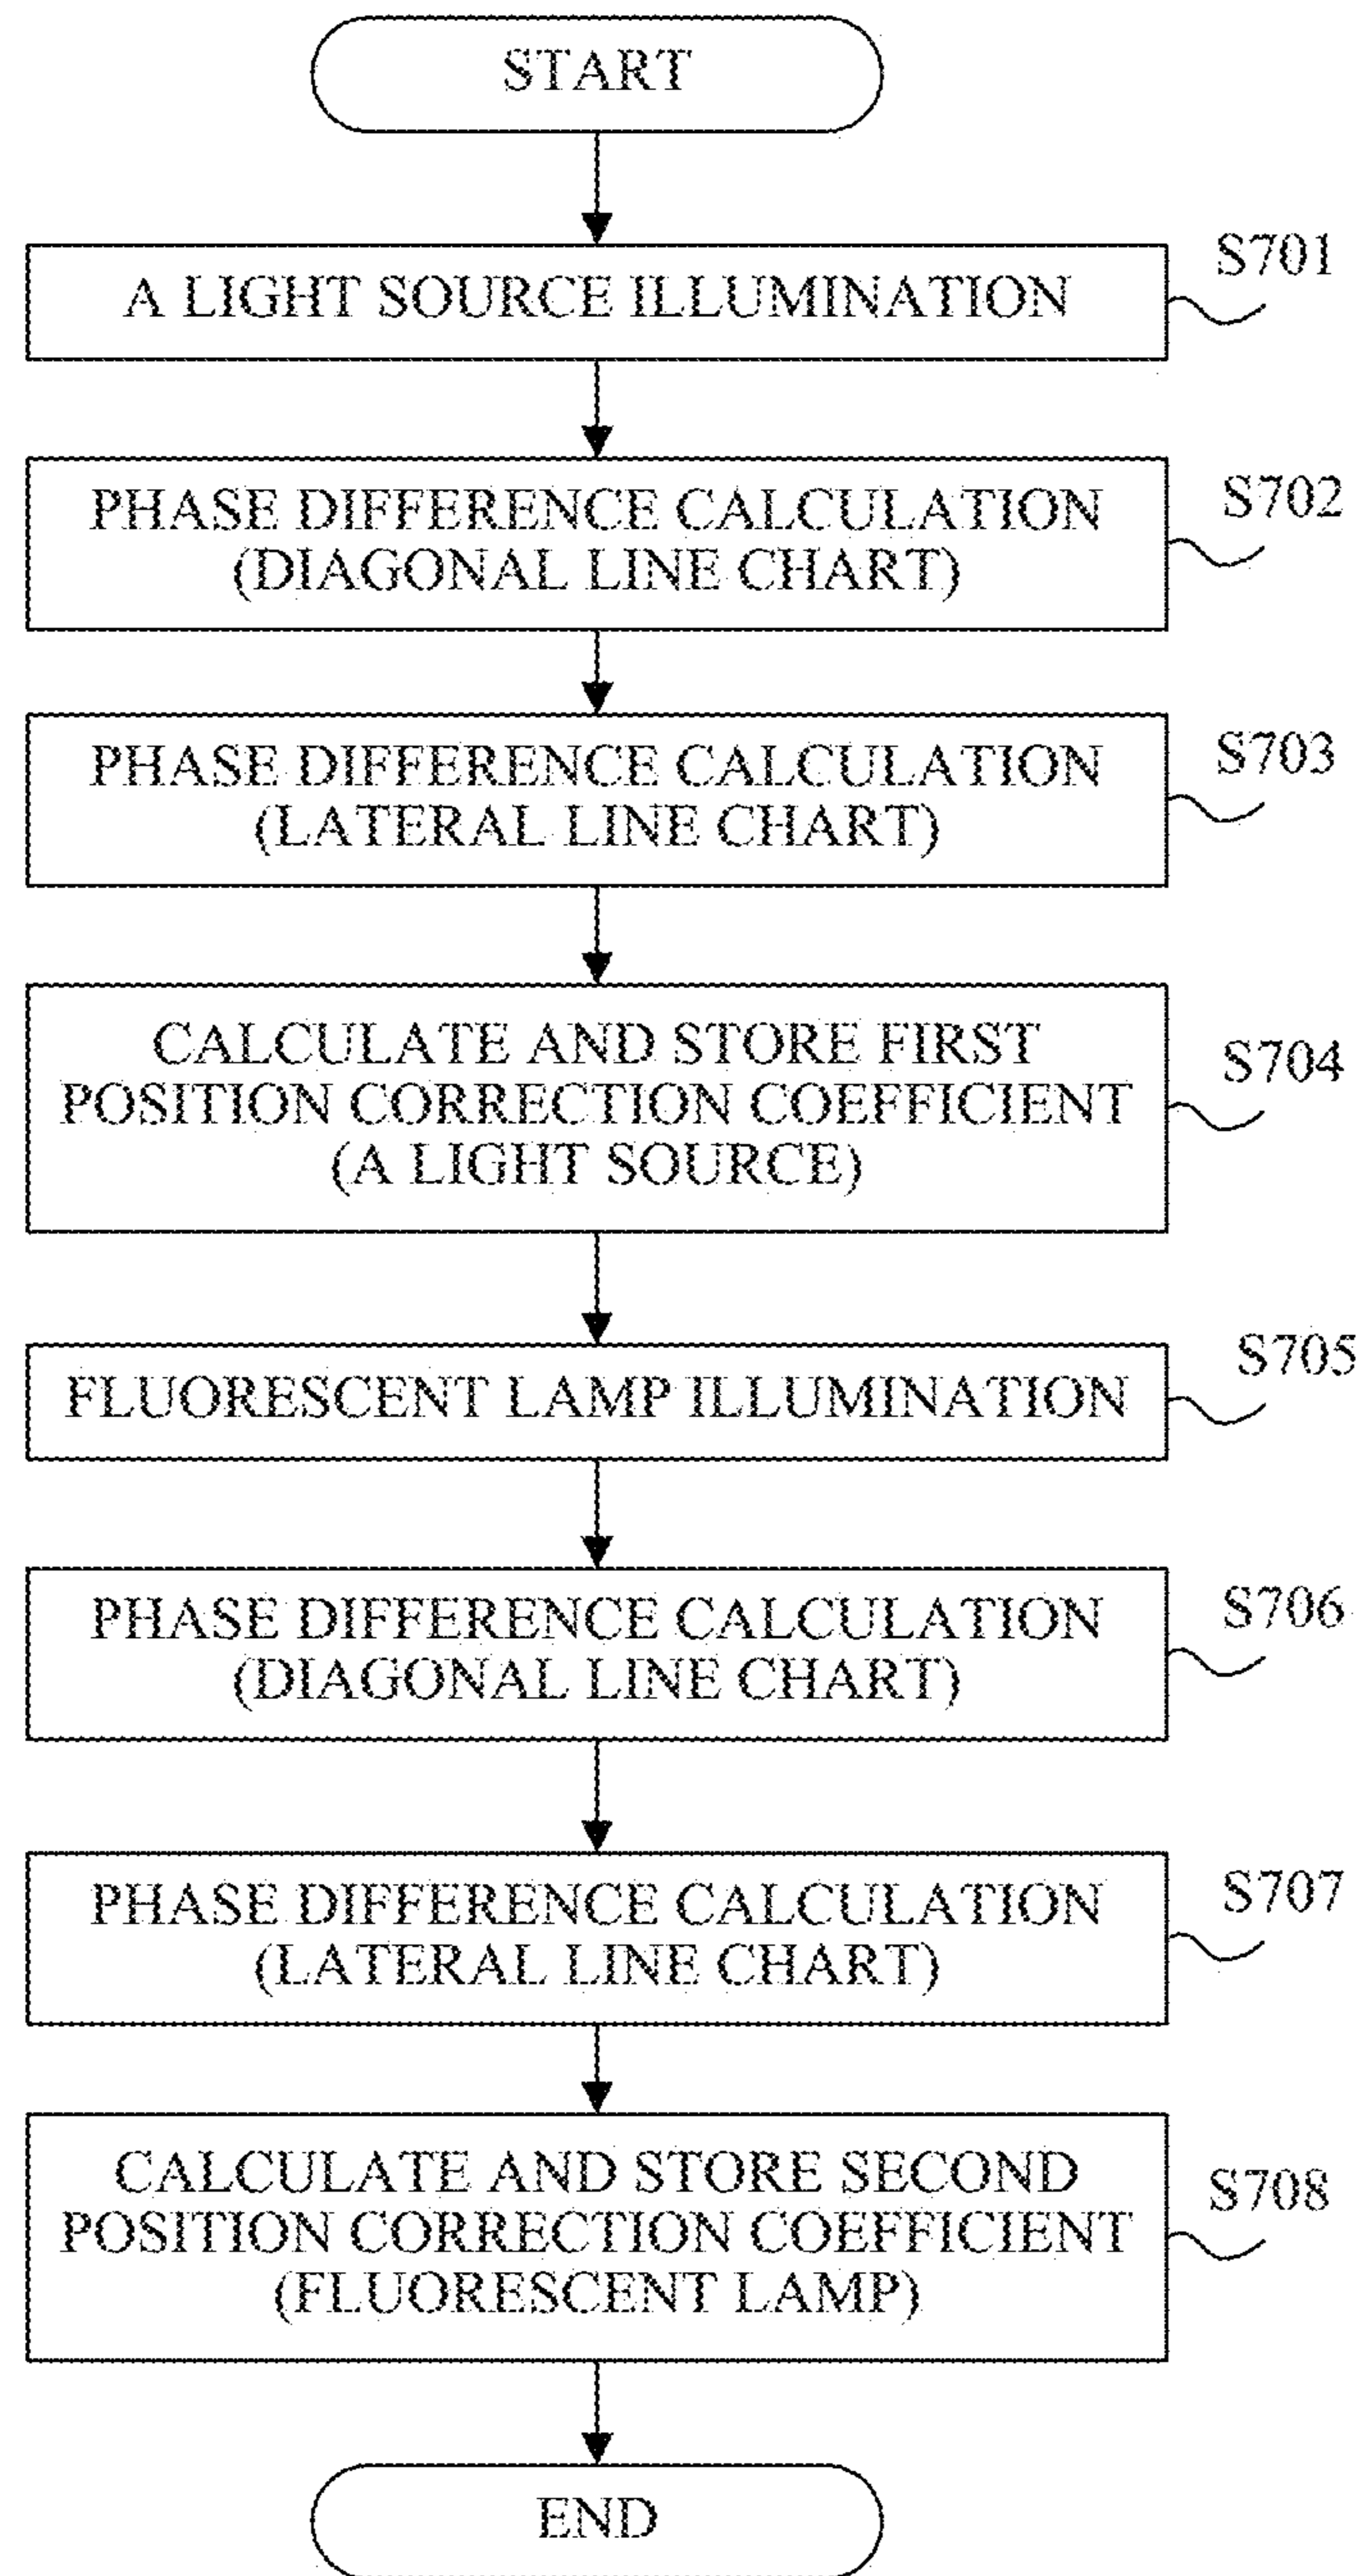 START
A LIGHT SOURCE ILLUMINATION
S701
PHASE DIFFERENCE CALCULATION
(DIAGONAL LINE CHART)
S702
PHASE DIFFERENCE CALCULATION
(LATERAL LINE CHART)
S703
CALCULATE AND STORE FIRST
POSITION CORRECTION COEFFICIENT
(A LIGHT SOURCE)
S704
FLUORESCENT LAMP ILLUMINATION
S705
PHASE DIFFERENCE CALCULATION
(DIAGONAL LINE CHART)
S706
PHASE DIFFERENCE CALCULATION
(LATERAL LINE CHART)
S707
CALCULATE AND STORE SECOND
POSITION CORRECTION COEFFICIENT
(FLUORESCENT LAMP)
S708
END